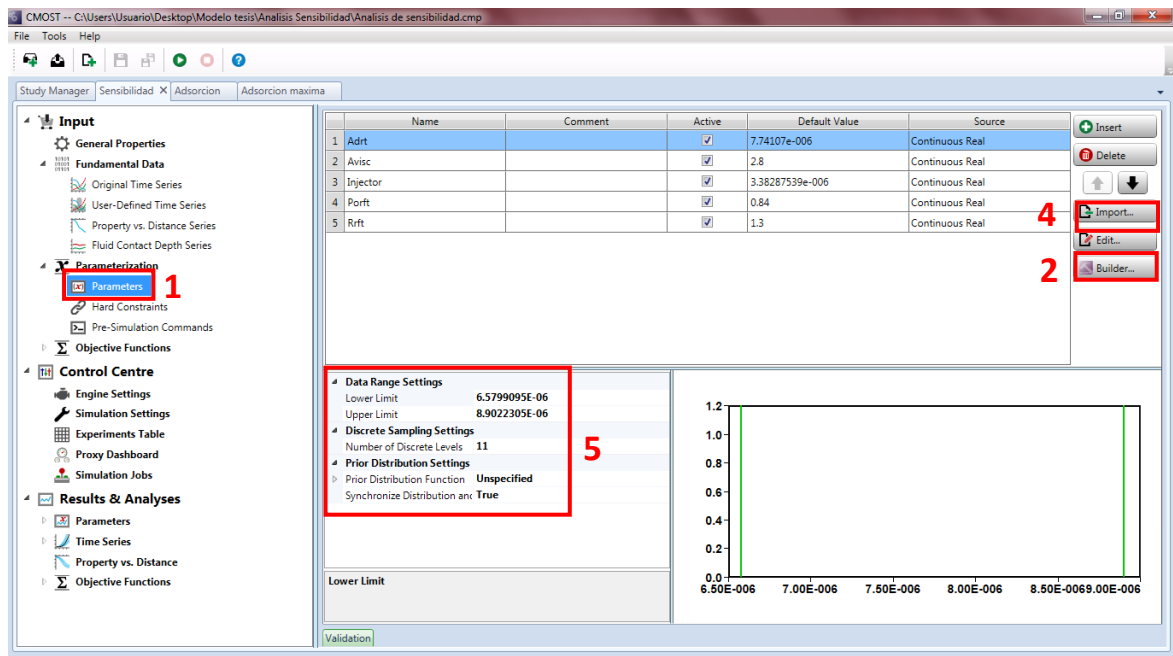 CMOST -- C:\Users\Usuario\Desktop\Modelo tesis\Analisis Sensibilidad\Analisis de sensibilidad.cmp
File Tools Help
Study Manager Sensibilidad Adsorcion Adsorcion maxima
Input
General Properties
Fundamental Data
Original Time Series
User-Defined Time Series
Property vs. Distance Series
Fluid Contact Depth Series
Parameterization
Parameters 1
Hard Constraints
Pre-Simulation Commands
Objective Functions
Control Centre
Engine Settings
Simulation Settings
Experiments Table
Proxy Dashboard
Simulation Jobs
Results & Analyses
Parameters
Time Series
Property vs. Distance
Objective Functions
Name Comment Active Default Value Source
1 Adrt 7.74107e-006 Continuous Real
2 Avisc 2.8 Continuous Real
3 Injector 3.38287539e-006 Continuous Real
4 Porft 0.84 Continuous Real
5 Rrft 1.3 Continuous Real
Insert
Delete
4 Import...
Edit...
2 Builder...
Data Range Settings
Lower Limit 6.5799095E-06
Upper Limit 8.9022305E-06
Discrete Sampling Settings
Number of Discrete Levels 11
Prior Distribution Settings
Prior Distribution Function Unspecified
Synchronize Distribution and True
5
Lower Limit
1.2
1.0
0.8
0.6
0.4
0.2
0.0
6.50E-006 7.00E-006 7.50E-006 8.00E-006 8.50E-0069.00E-006
Validation